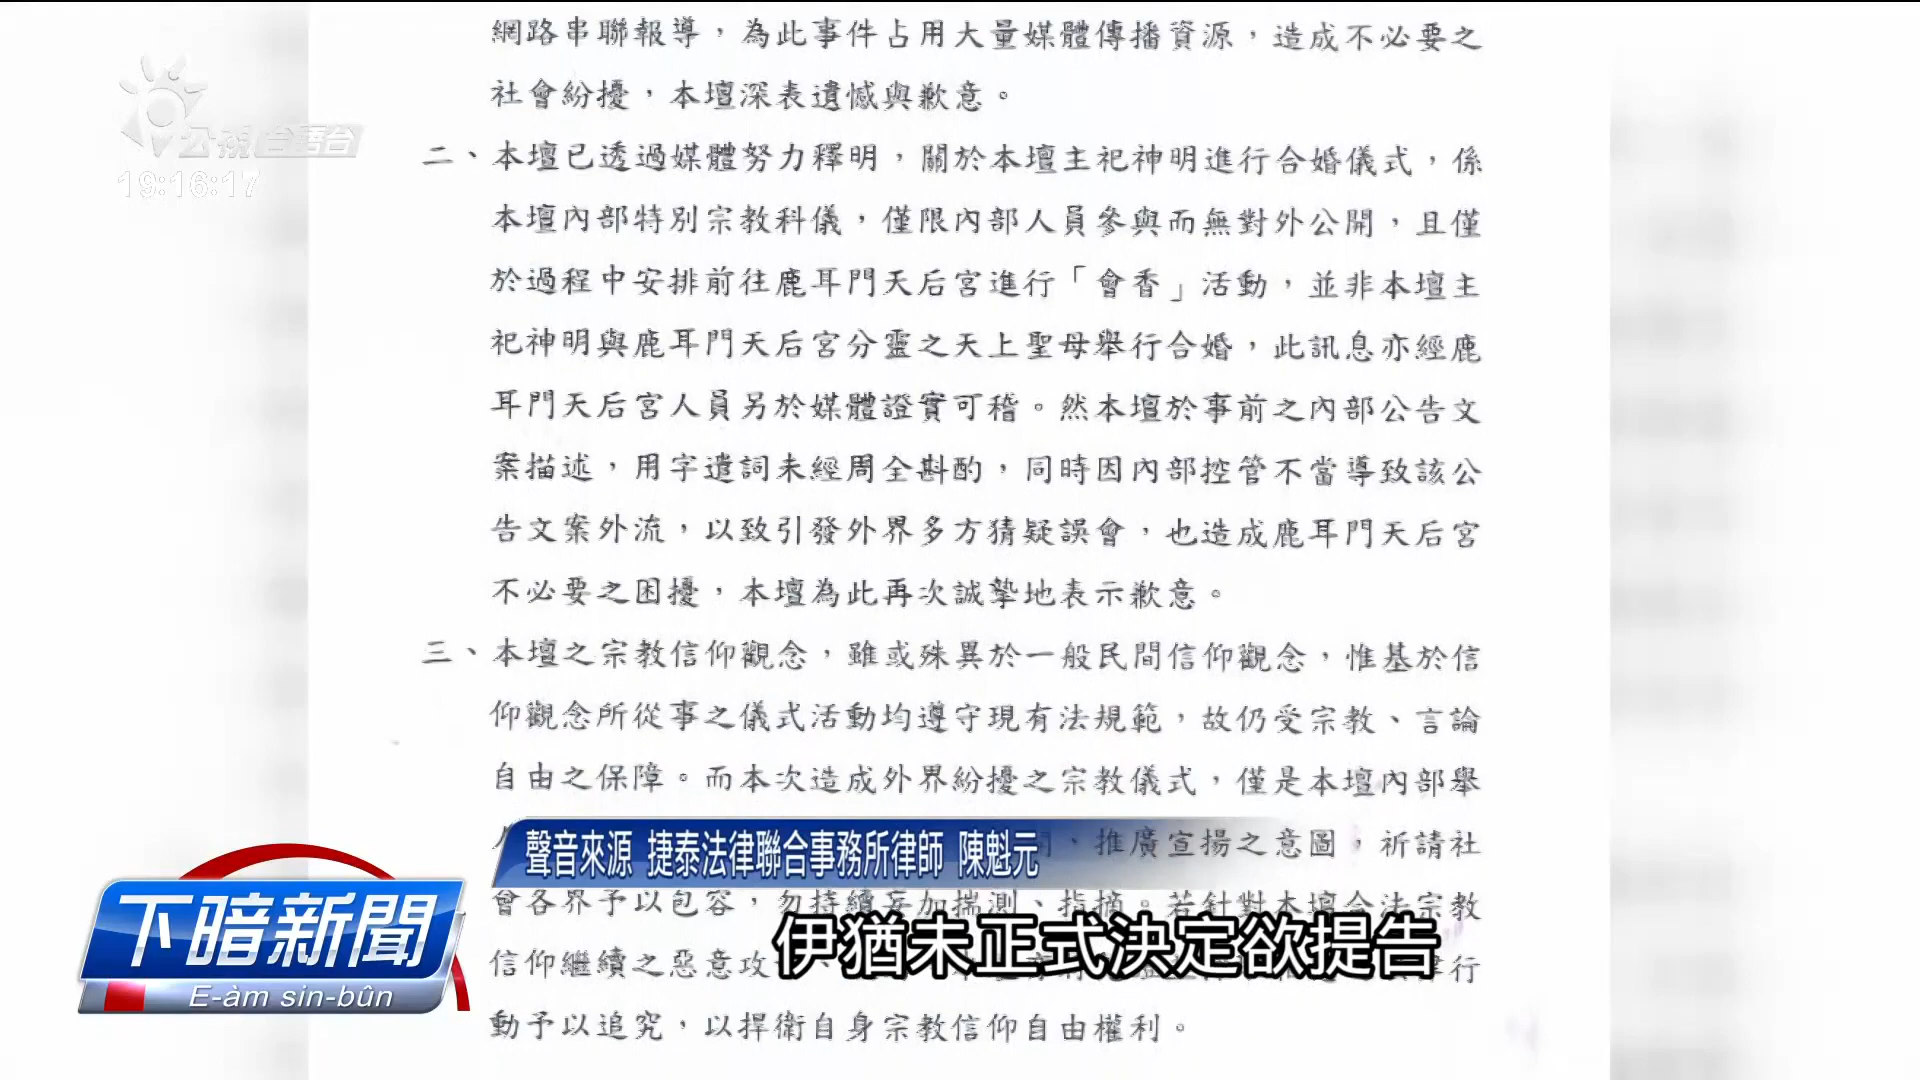 網路串聯報導，為此事件占用大量媒體傳播資源，造成不必要之
社會紛擾，本壇深表遺憾與歉意。
公視台語台
19:16:17
二、本壇已透過媒體努力釋明，關於本壇主祀神明進行合婚儀式，係
本壇內部特別宗教科儀，僅限內部人員參與而無對外公開，且僅
於過程中安排前往鹿耳門天后宮進行「會香」活動，並非本壇主
祀神明與鹿耳門天后宮分靈之天上聖母舉行合婚，此訊息亦經鹿
耳門天后宮人員另於媒體證實可稽。然本壇於事前之內部公告文
案描述，用字遣詞未經周全斟酌，同時因內部控管不當導致該公
告文案外流，以致引發外界多方猜疑誤會，也造成鹿耳門天后宮
不必要之困擾，本壇為此再次誠摯地表示歉意。
三、本壇之宗教信仰觀念，雖或殊異於一般民間信仰觀念，惟基於信
仰觀念所從事之儀式活動均遵守現有法規範，故仍受宗教、言論
自由之保障。而本次造成外界紛擾之宗教儀式，僅是本壇內部舉
、推廣宣揚之意圖，祈請社
聲音來源 捷泰法律聯合事務所律師 陳魁元
會各界予以包容，勿持續妄加揣測、指摘。若針對本壇合法宗教
信仰繼續之惡意攻
行
伊猶未正式決定欲提告
動予以追究，以捍衛自身宗教信仰自由權利。
下暗新聞
E-àm sin-bûn